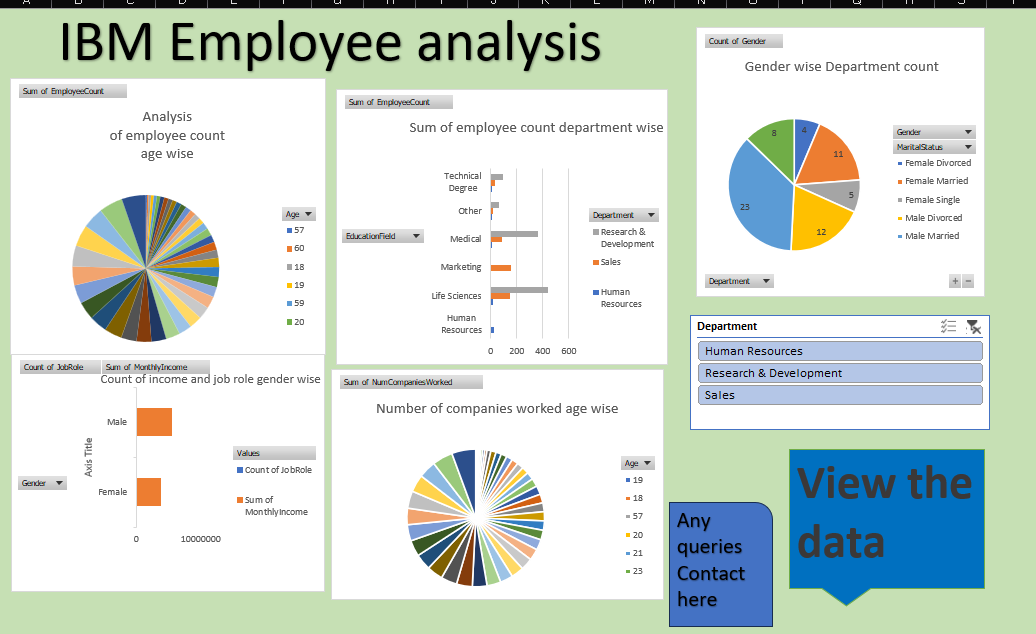 IBM Employee analysis
Sum of EmployeeCount
Analysis
of employee count
age wise
Age
57
60
18
19
59
20
Sum of EmployeeCount
Sum of employee count department wise
Technical
Degree
Other
Medical
Marketing
Life Sciences
Human
Resources
0 200 400 600
EducationField
Department
Research &
Development
Sales
Human
Resources
Count of Gender
Gender wise Department count
8
4
11
5
12
23
Gender
MaritalStatus
Female Divorced
Female Married
Female Single
Male Divorced
Male Married
Department
+ −
Department
Human Resources
Research & Development
Sales
Count of JobRole
Sum of MonthlyIncome
Count of income and job role gender wise
Male
Female
Axis Title
0 10000000
Gender
Values
Count of JobRole
Sum of
MonthlyIncome
Sum of NumCompaniesWorked
Number of companies worked age wise
Age
19
18
57
20
21
23
Any
queries
Contact
here
View the
data